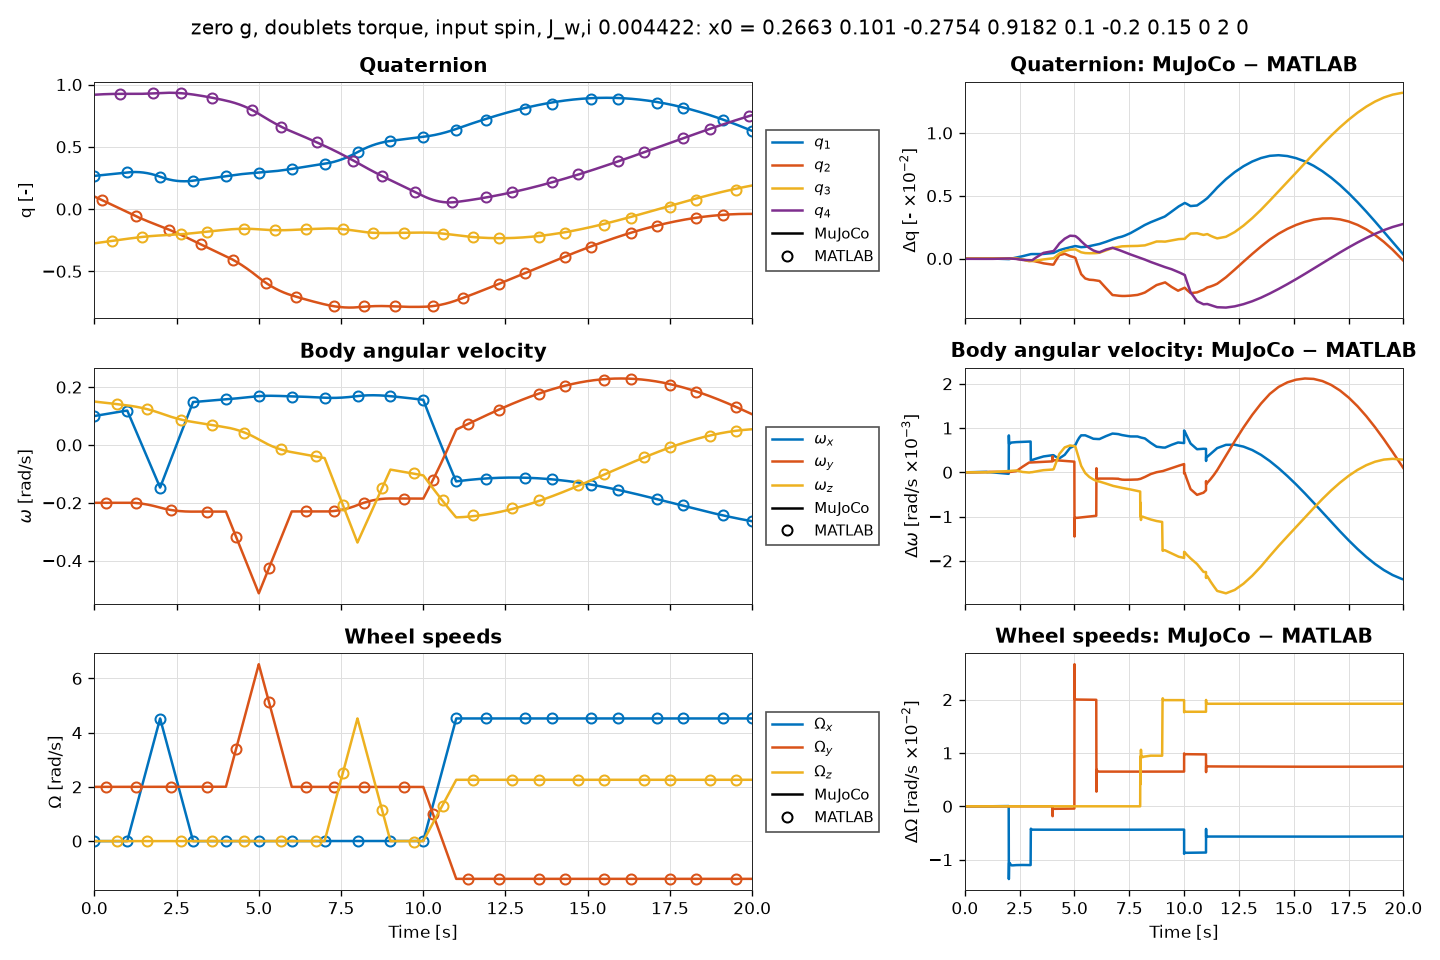 zero g, doublets torque, input spin, J_w,i 0.004422: x0 = 0.2663 0.101 -0.2754 0.9182 0.1 -0.2 0.15 0 2 0
Quaternion
q [-]
1.0
0.5
0.0
−0.5
q1
q2
q3
q4
MuJoCo
MATLAB
Quaternion: MuJoCo − MATLAB
Δq [- ×10−2]
1.0
0.5
0.0
Body angular velocity
ω [rad/s]
0.2
0.0
−0.2
−0.4
ωx
ωy
ωz
MuJoCo
MATLAB
Body angular velocity: MuJoCo − MATLAB
Δω [rad/s ×10−3]
2
1
0
−1
−2
Wheel speeds
Ω [rad/s]
6
4
2
0
0.0 2.5 5.0 7.5 10.0 12.5 15.0 17.5 20.0
Time [s]
Ωx
Ωy
Ωz
MuJoCo
MATLAB
Wheel speeds: MuJoCo − MATLAB
ΔΩ [rad/s ×10−2]
2
1
0
−1
0.0 2.5 5.0 7.5 10.0 12.5 15.0 17.5 20.0
Time [s]